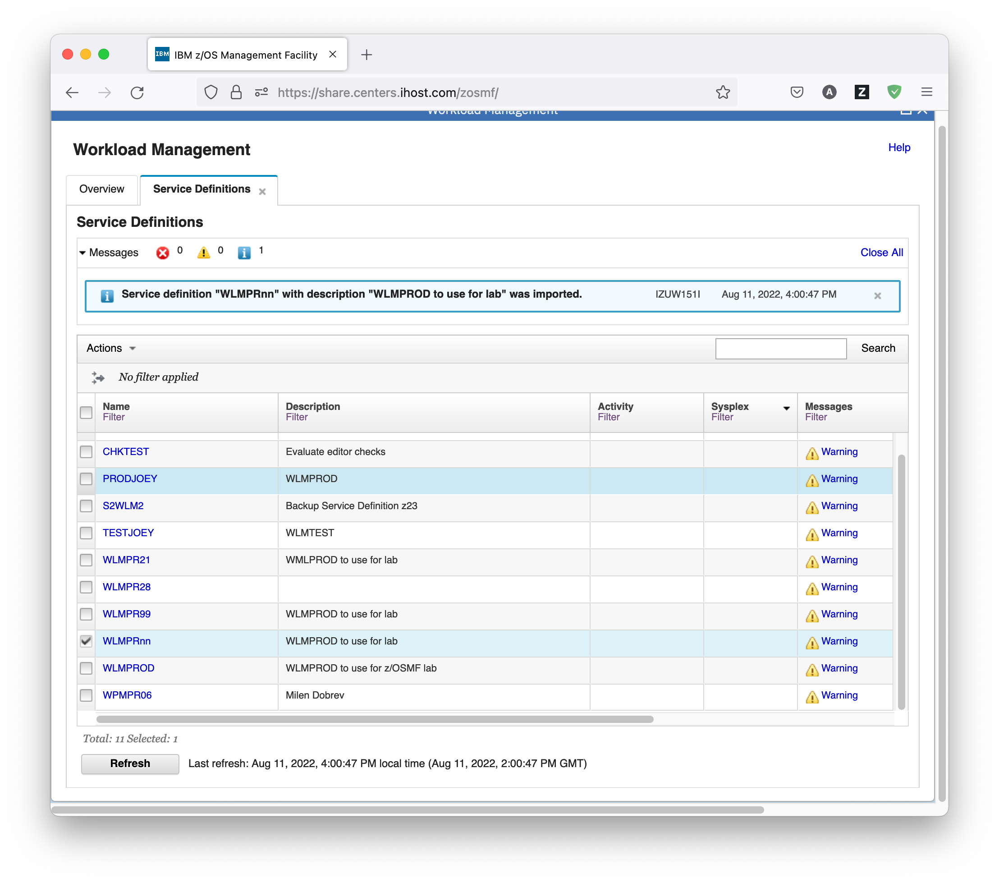 IBM IBM z/OS Management Facility
https://share.centers.ihost.com/zosmf/
A Z
Workload Management
Workload Management
Help
Overview Service Definitions
Service Definitions
Messages 0 0 1 Close All
Service definition "WLMPRnn" with description "WLMPROD to use for lab" was imported. IZUW151I Aug 11, 2022, 4:00:47 PM
Actions Search
No filter applied
Name Description Activity Sysplex Messages
Filter Filter Filter Filter Filter
CHKTEST Evaluate editor checks Warning
PRODJOEY WLMPROD Warning
S2WLM2 Backup Service Definition z23 Warning
TESTJOEY WLMTEST Warning
WLMPR21 WMLPROD to use for lab Warning
WLMPR28 Warning
WLMPR99 WLMPROD to use for lab Warning
WLMPRnn WLMPROD to use for lab Warning
WLMPROD WLMPROD to use for z/OSMF lab Warning
WPMPR06 Milen Dobrev Warning
Total: 11 Selected: 1
Refresh Last refresh: Aug 11, 2022, 4:00:47 PM local time (Aug 11, 2022, 2:00:47 PM GMT)